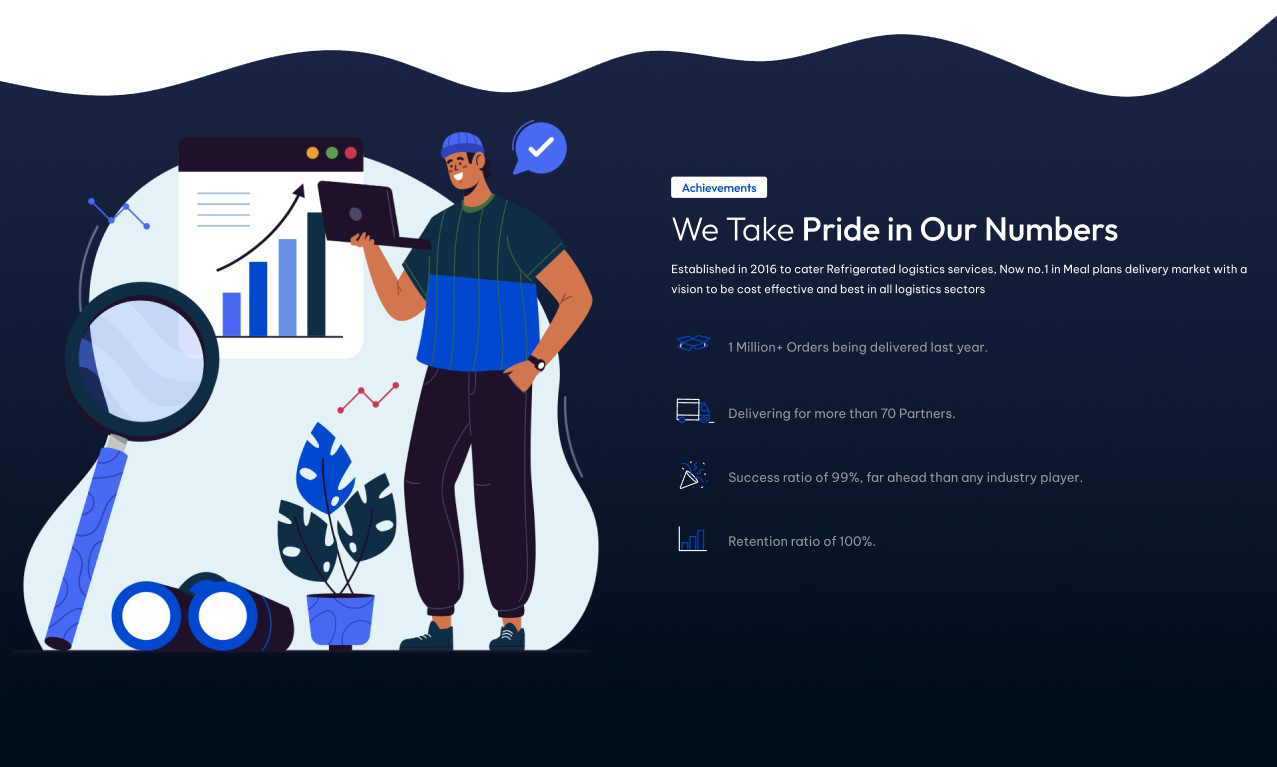 Achievements
We Take Pride in Our Numbers
Established in 2016 to cater Refrigerated logistics services, Now no.1 in Meal plans delivery market with a
vision to be cost effective and best in all logistics sectors
1 Million+ Orders being delivered last year.
Delivering for more than 70 Partners.
Success ratio of 99%, far ahead than any industry player.
Retention ratio of 100%.